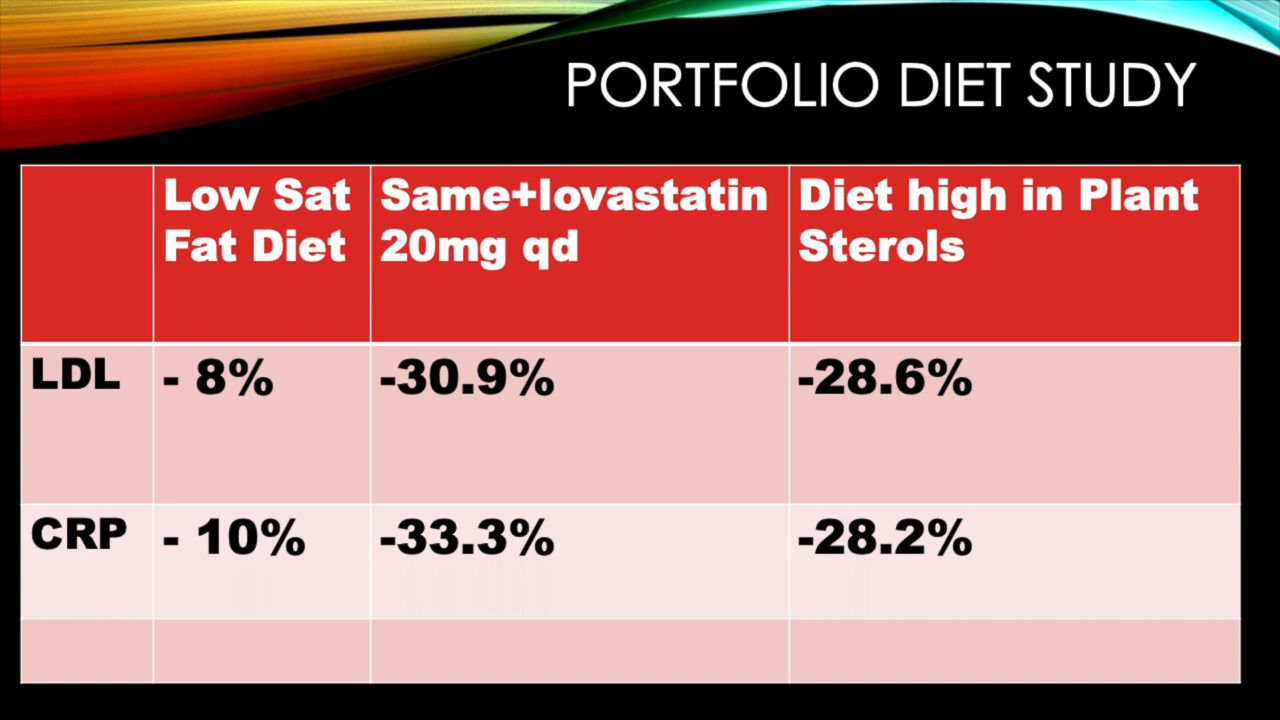 PORTFOLIO DIET STUDY
Low Sat Fat Diet
Same+lovastatin 20mg qd
Diet high in Plant Sterols
LDL
- 8%
-30.9%
-28.6%
CRP
- 10%
-33.3%
-28.2%